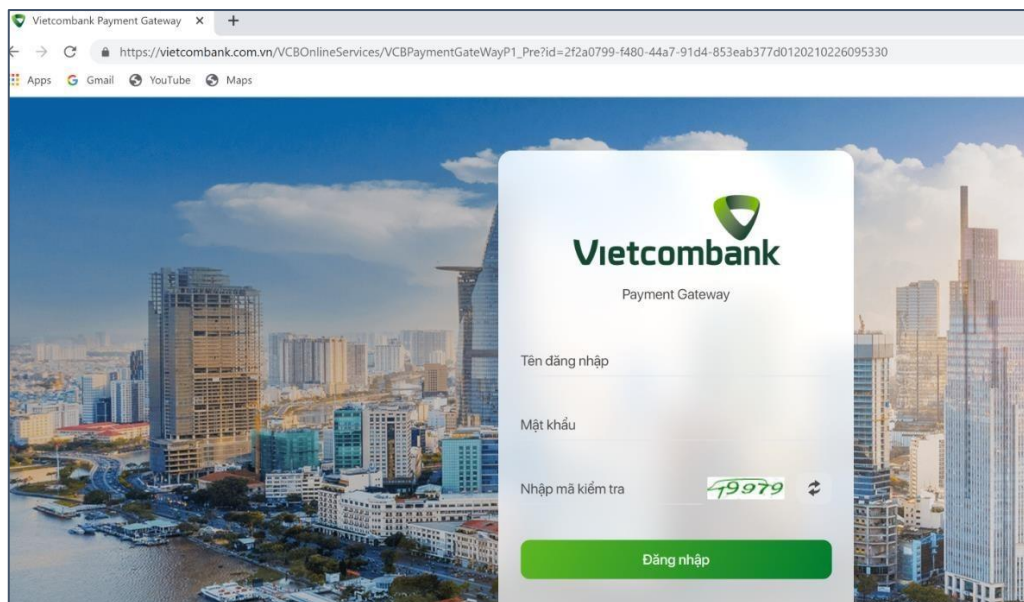 Vietcombank Payment Gateway
https://vietcombank.com.vn/VCBOnlineServices/VCBPaymentGateWayP1_Pre?id=2f2a0799-f480-44a7-91d4-853eab377d0120210226095330
Apps Gmail YouTube Maps
Vietcombank
Payment Gateway
Tên đăng nhập
Mật khẩu
Nhập mã kiểm tra
Đăng nhập